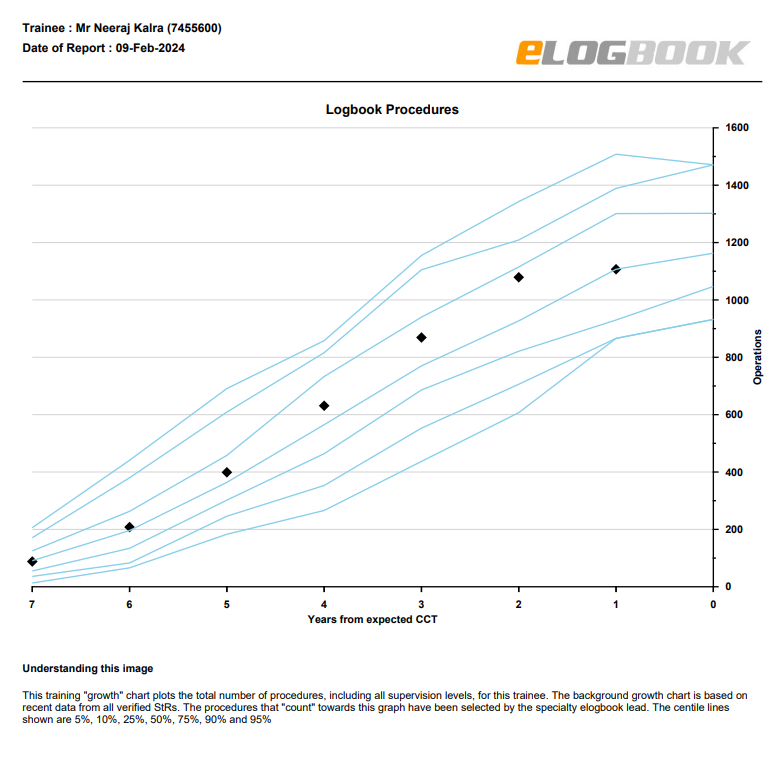 Trainee : Mr Neeraj Kalra (7455600)
Date of Report : 09-Feb-2024
eLOGBOOK
Logbook Procedures
1600
1400
1200
1000
800
600
400
200
0
Operations
7 6 5 4 3 2 1 0
Years from expected CCT
Understanding this image
This training "growth" chart plots the total number of procedures, including all supervision levels, for this trainee. The background growth chart is based on
recent data from all verified StRs. The procedures that "count" towards this graph have been selected by the specialty elogbook lead. The centile lines
shown are 5%, 10%, 25%, 50%, 75%, 90% and 95%